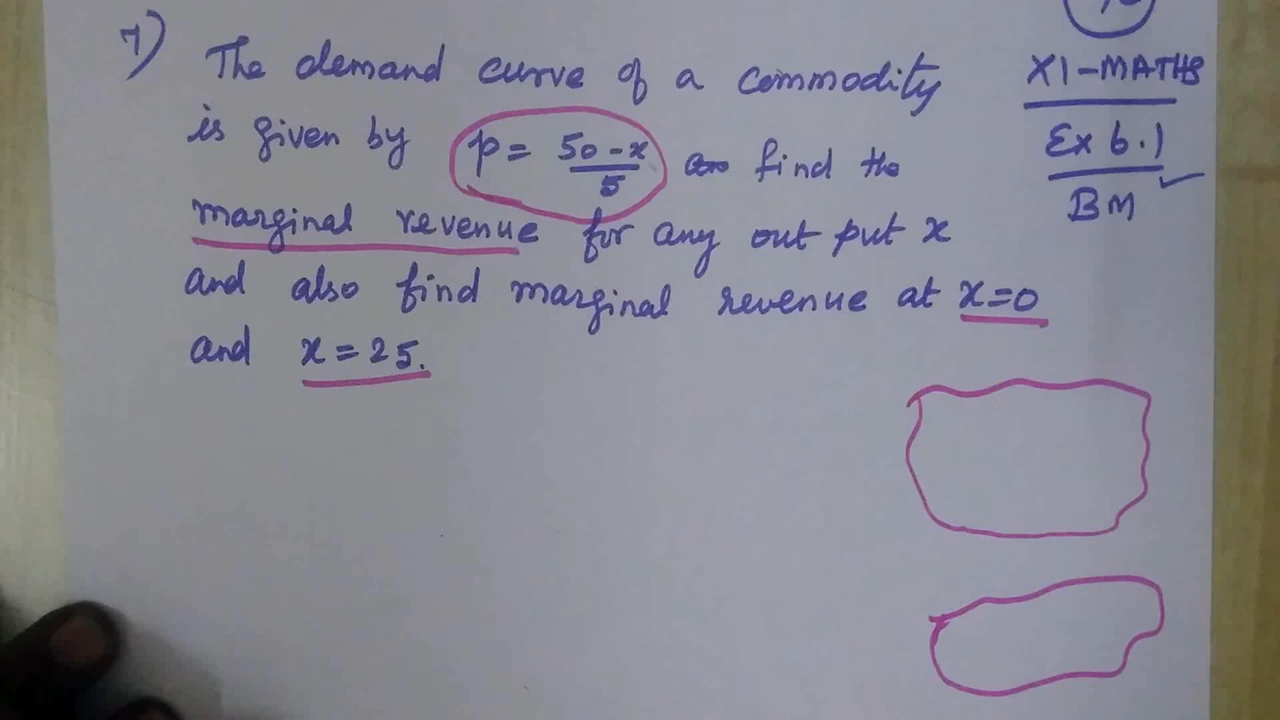 7) The demand curve of a commodity
is given by p = 50-x/5 find the
marginal revenue for any out put x
and also find marginal revenue at x=0
and x=25.
XI-MATHS
Ex 6.1
BM